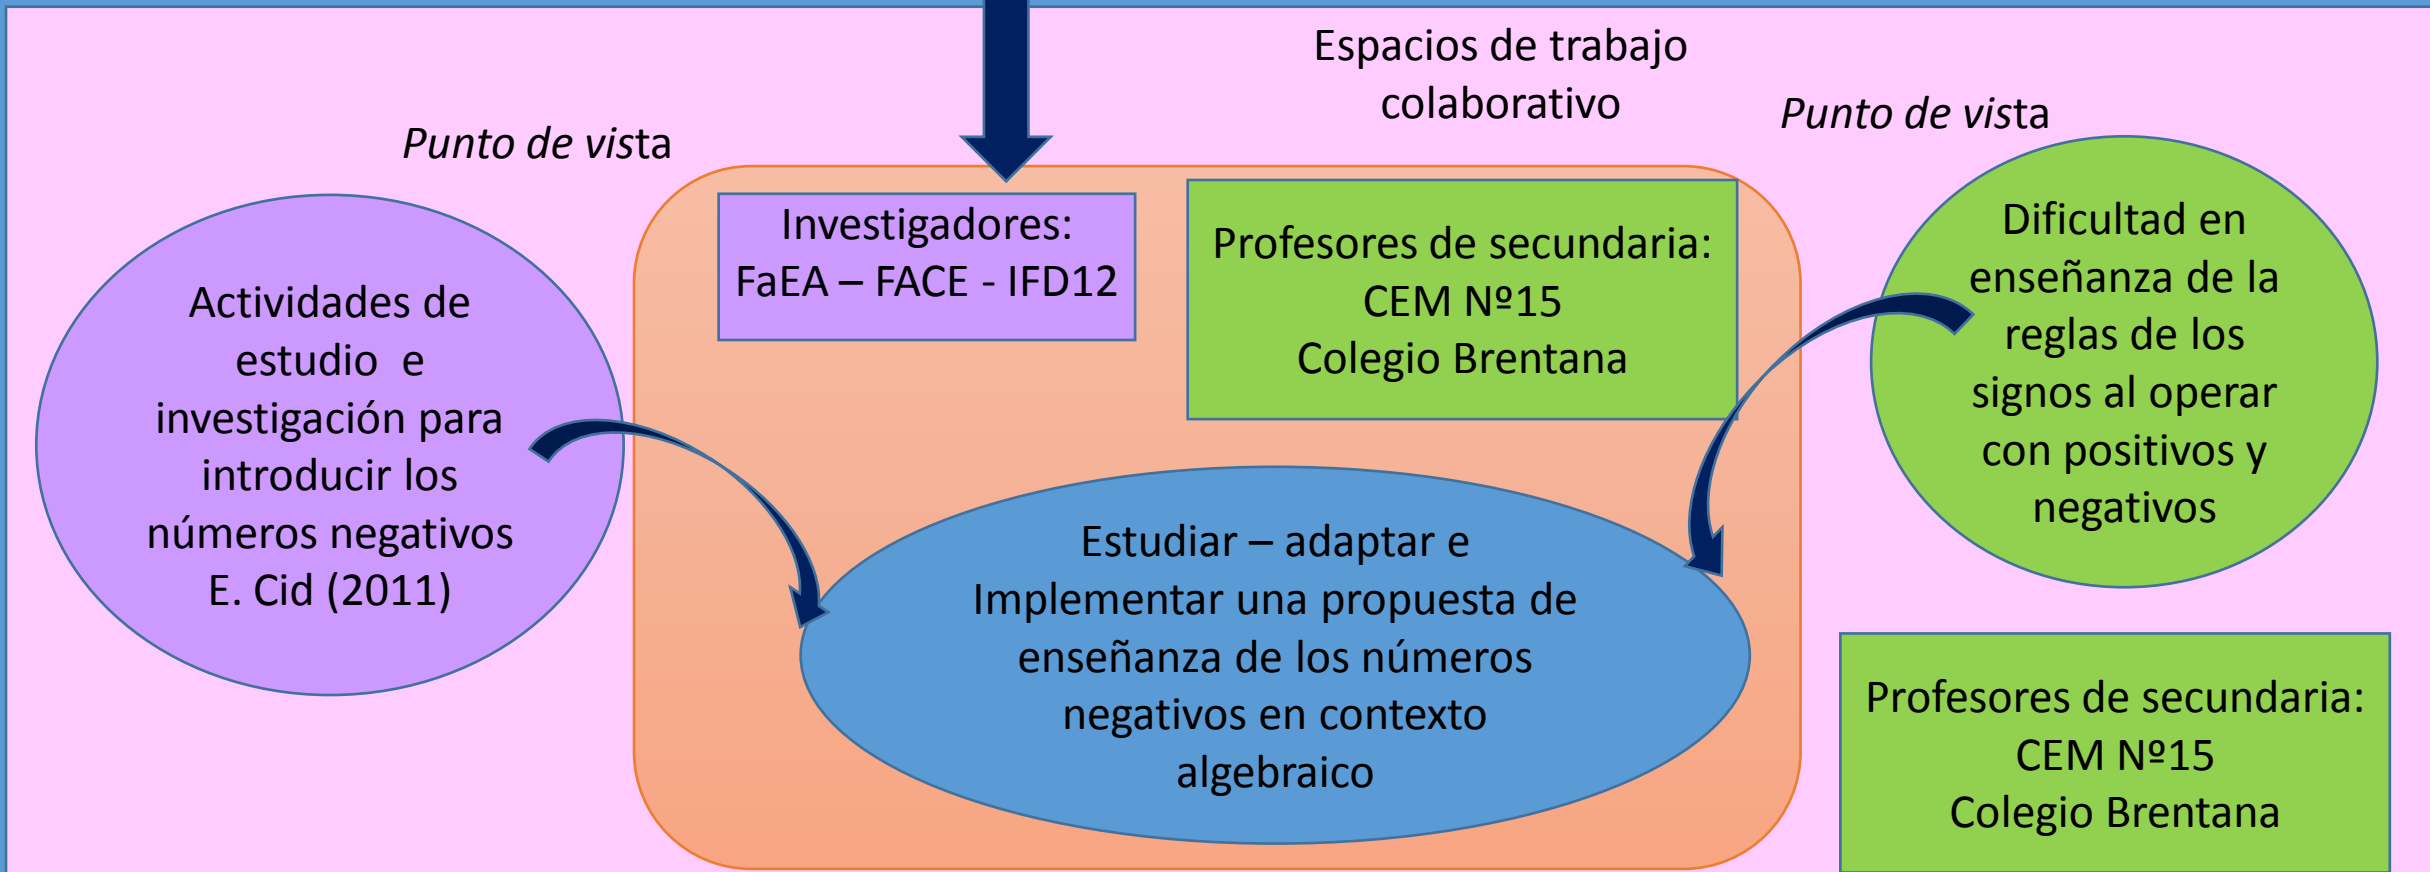 Espacios de trabajo
colaborativo
Punto de vista
Punto de vista
Investigadores:
FaEA – FACE - IFD12
Profesores de secundaria:
CEM Nº15
Colegio Brentana
Actividades de
estudio  e
investigación para
introducir los
números negativos
E. Cid (2011)
Dificultad en
enseñanza de la
reglas de los
signos al operar
con positivos y
negativos
Estudiar – adaptar e
Implementar una propuesta de
enseñanza de los números
negativos en contexto
algebraico
Profesores de secundaria:
CEM Nº15
Colegio Brentana